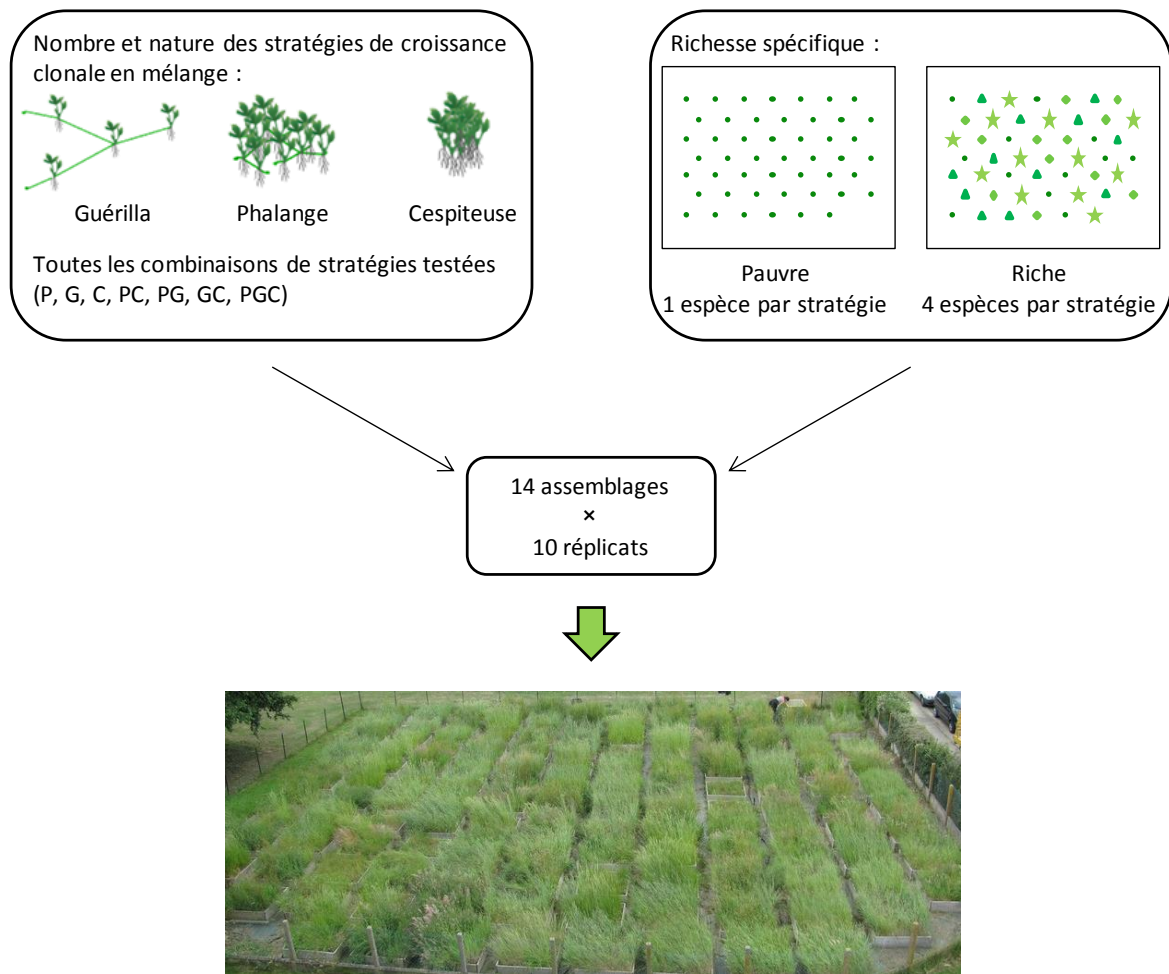 Nombre et nature des stratégies de croissance
clonale en mélange :
Guérilla
Phalange
Cespiteuse
Toutes les combinaisons de stratégies testées
(P, G, C, PC, PG, GC, PGC)
Richesse spécifique :
Pauvre
1 espèce par stratégie
Riche
4 espèces par stratégie
14 assemblages
×
10 réplicats